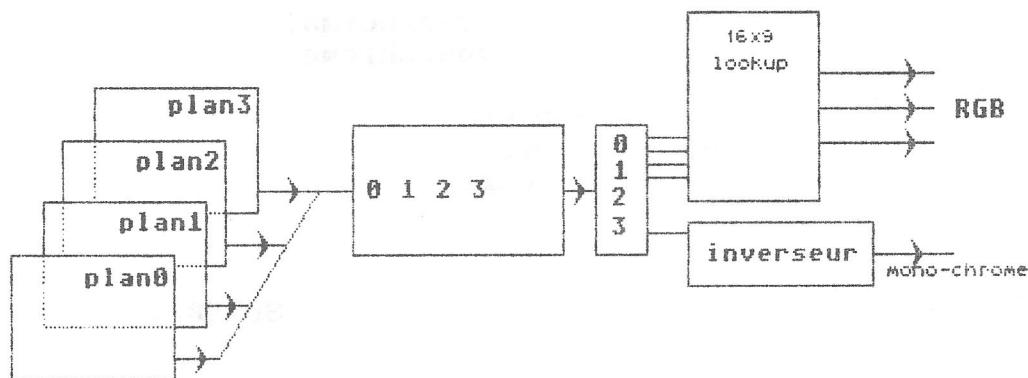 16x9
lookup
RGB
plan3
plan2
plan1
plan0
0 1 2 3
0
1
2
3
inverseur
mono-chrome